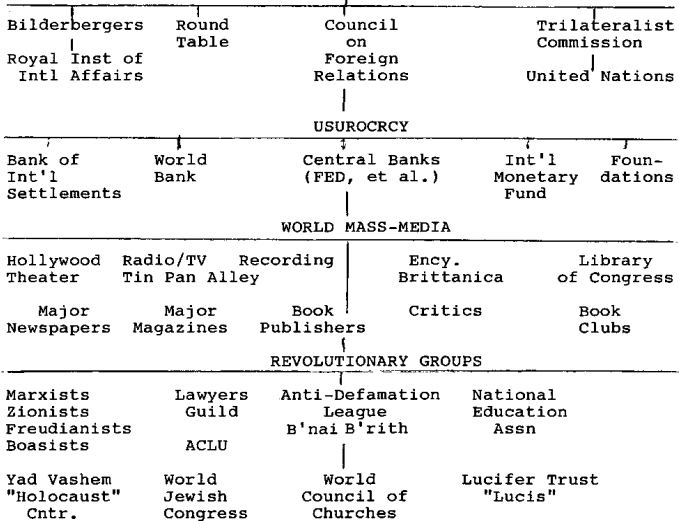 Bilderbergers Round Council Trilateralist
Table on Commission
Royal Inst of Foreign
Intl Affairs Relations United Nations
USUROCRCY
Bank of World Central Banks Int'l Foun-
Int'l Bank (FED, et al.) Monetary dations
Settlements Fund
WORLD MASS-MEDIA
Hollywood Radio/TV Recording Ency. Library
Theater Tin Pan Alley Brittanica of Congress
Major Major Book Critics Book
Newspapers Magazines Publishers Clubs
REVOLUTIONARY GROUPS
Marxists Lawyers Anti-Defamation National
Zionists Guild League Education
Freudianists B'nai B'rith Assn
Boasists ACLU
Yad Vashem World World Lucifer Trust
"Holocaust" Jewish Council of "Lucis"
Cntr. Congress Churches